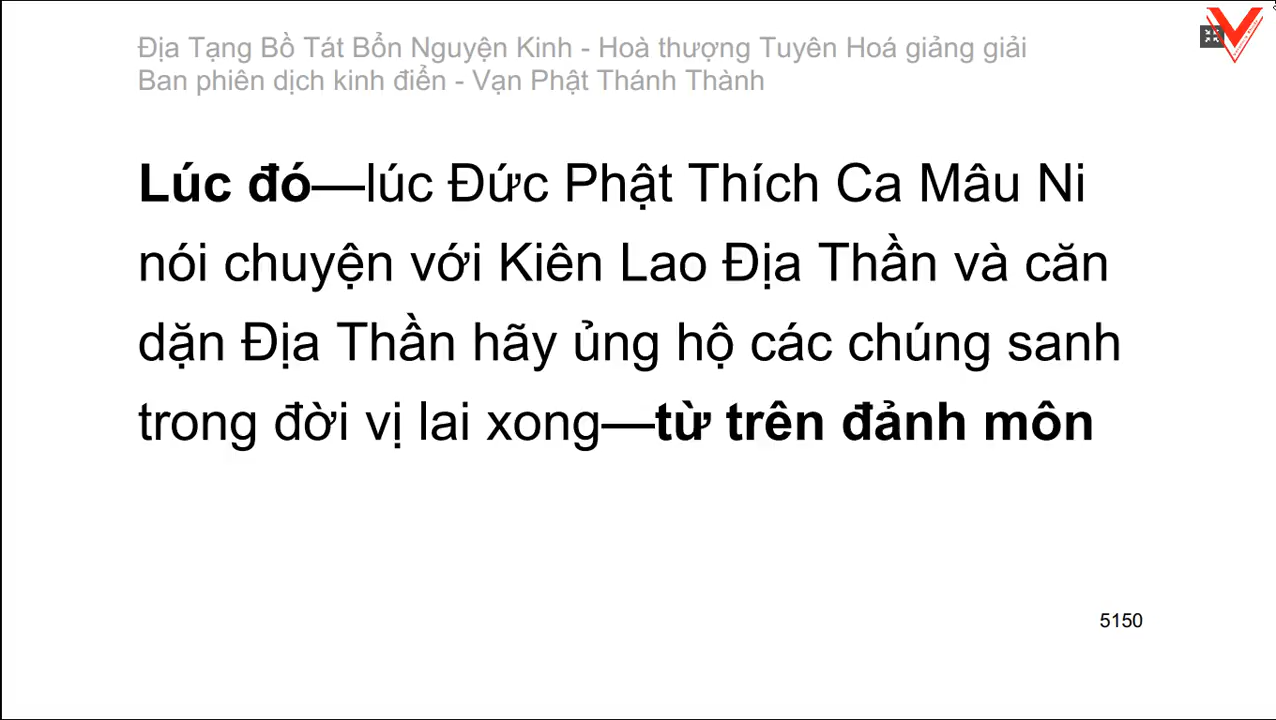 Địa Tạng Bồ Tát Bổn Nguyện Kinh - Hoà thượng Tuyên Hoá giảng giải
Ban phiên dịch kinh điển - Vạn Phật Thánh Thành
Lúc đó—lúc Đức Phật Thích Ca Mâu Ni
nói chuyện với Kiên Lao Địa Thần và căn
dặn Địa Thần hãy ủng hộ các chúng sanh
trong đời vị lai xong—từ trên đảnh môn
5150